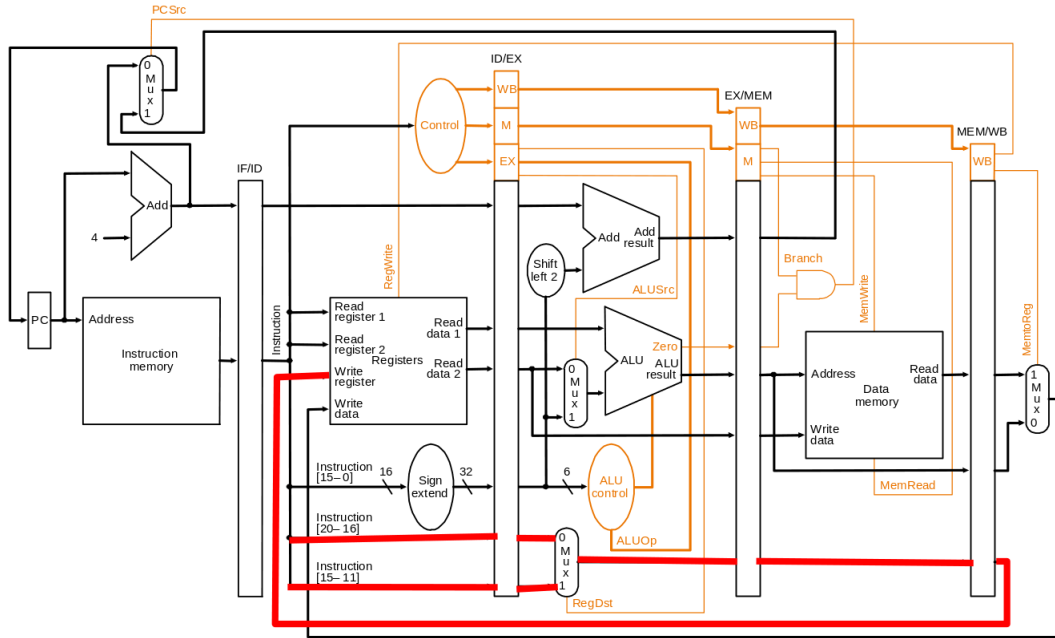 PCSrc
0
M
u
x
1
ID/EX
WB
Control
M
EX
EX/MEM
WB
M
MEM/WB
WB
IF/ID
Add
4
RegWrite
Shift
left 2
Add
Add
result
Branch
ALUSrc
MemWrite
MemtoReg
PC
Address
Instruction
memory
Instruction
Read
register 1
Read
register 2
Write
register
Write
data
Registers
Read
data 1
Read
data 2
0
M
u
x
1
ALU
Zero
ALU
result
Address
Data
memory
Write
data
Read
data
1
M
u
x
0
MemRead
Instruction
[15– 0]
16
Sign
extend
32
6
ALU
control
ALUOp
Instruction
[20– 16]
Instruction
[15– 11]
0
M
u
x
1
RegDst